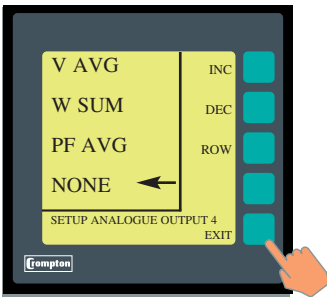 V AVG INC
W SUM DEC
PF AVG ROW
NONE
SETUP ANALOGUE OUTPUT 4
EXIT
Crompton